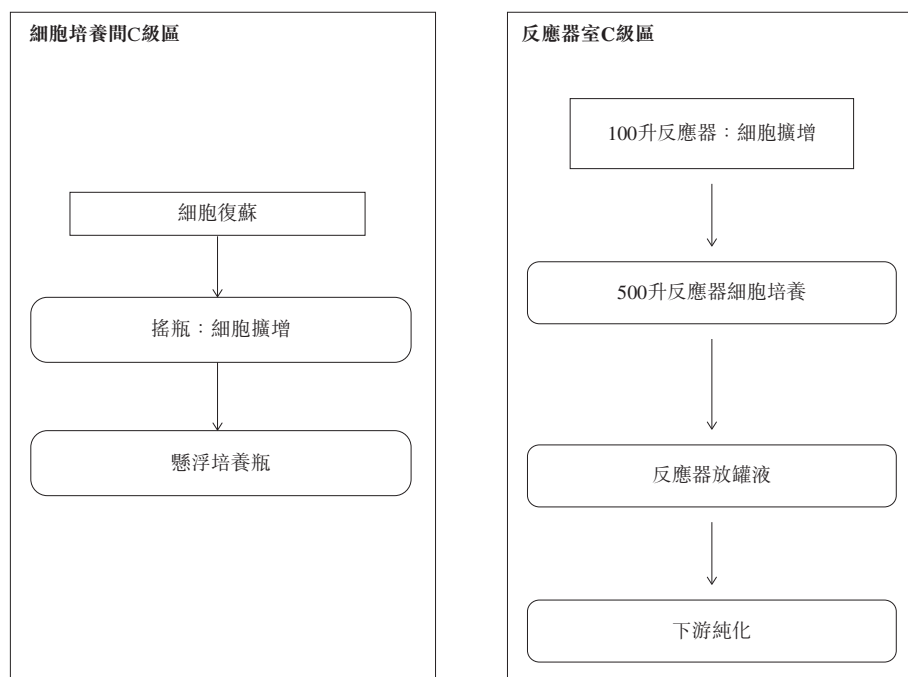 細胞培養間C級區
細胞復蘇
搖瓶：細胞擴增
懸浮培養瓶
反應器室C級區
100升反應器：細胞擴增
500升反應器細胞培養
反應器放罐液
下游純化